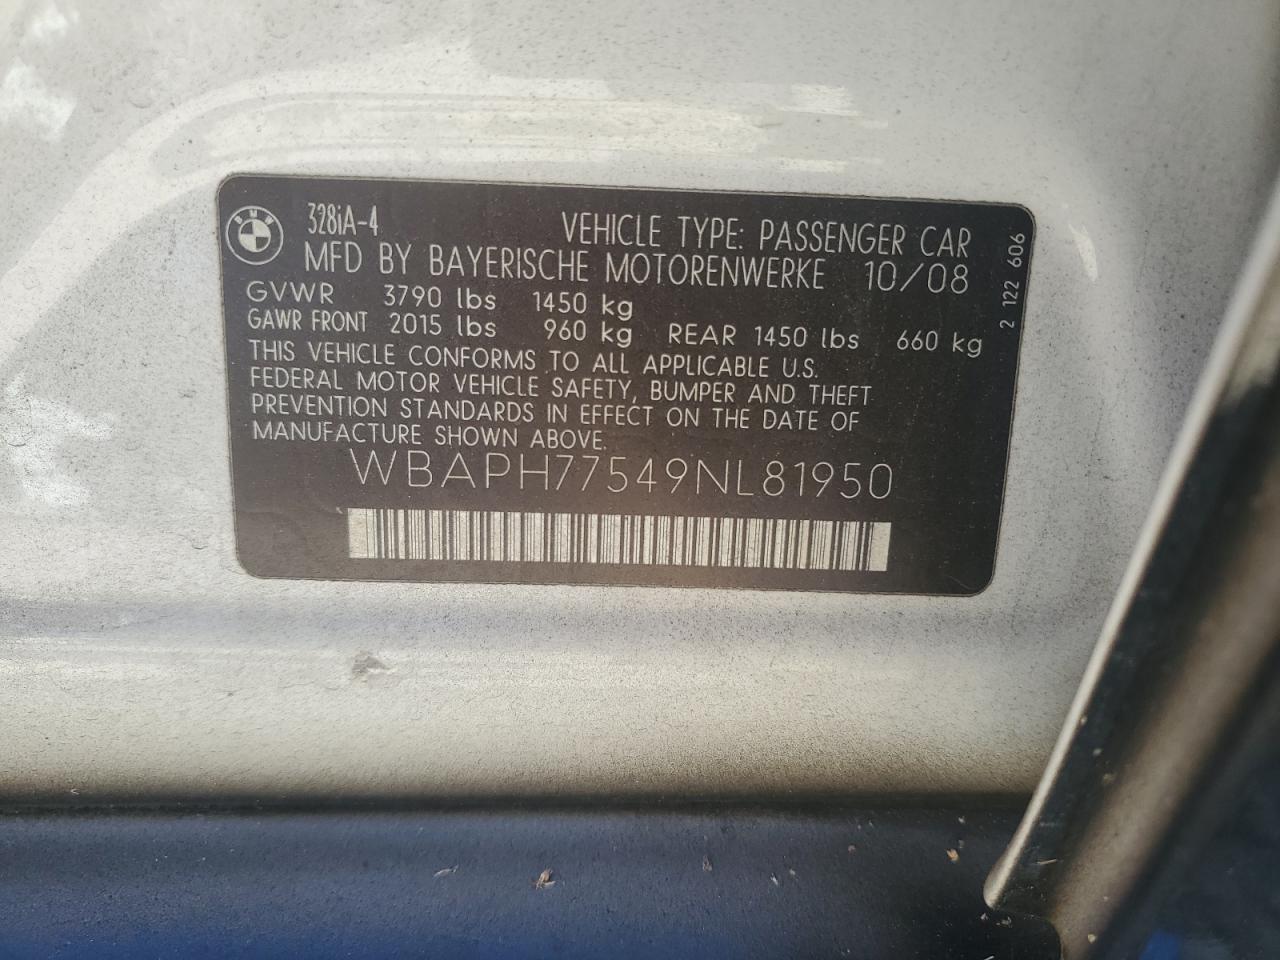 BMW
328iA-4 VEHICLE TYPE: PASSENGER CAR
MFD BY BAYERISCHE MOTORENWERKE 10/08
GVWR 3790 lbs 1450 kg
GAWR FRONT 2015 lbs 960 kg REAR 1450 lbs 660 kg
THIS VEHICLE CONFORMS TO ALL APPLICABLE U.S.
FEDERAL MOTOR VEHICLE SAFETY, BUMPER AND THEFT
PREVENTION STANDARDS IN EFFECT ON THE DATE OF
MANUFACTURE SHOWN ABOVE.
WBAPH77549NL81950
2 122 606